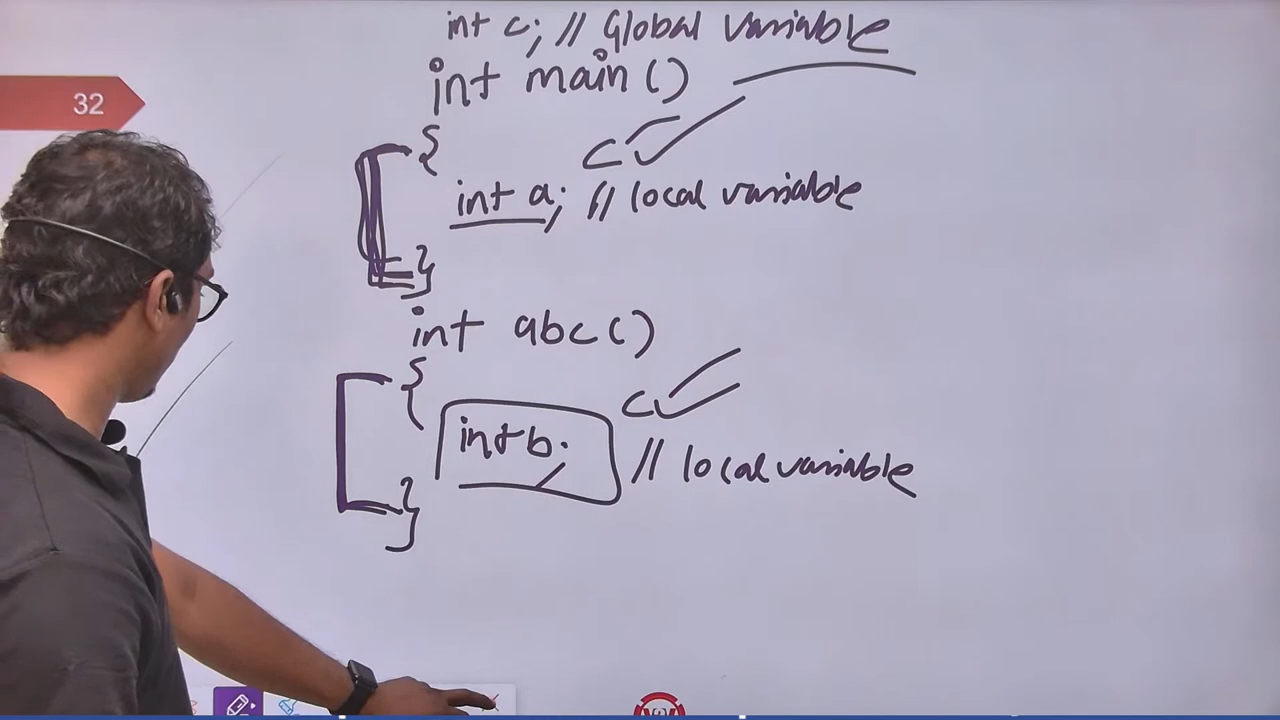 int c; // Global variable
int main ()
32
{
c
int a; // local variable
}
int abc ()
{
c
int b.
// local variable
}